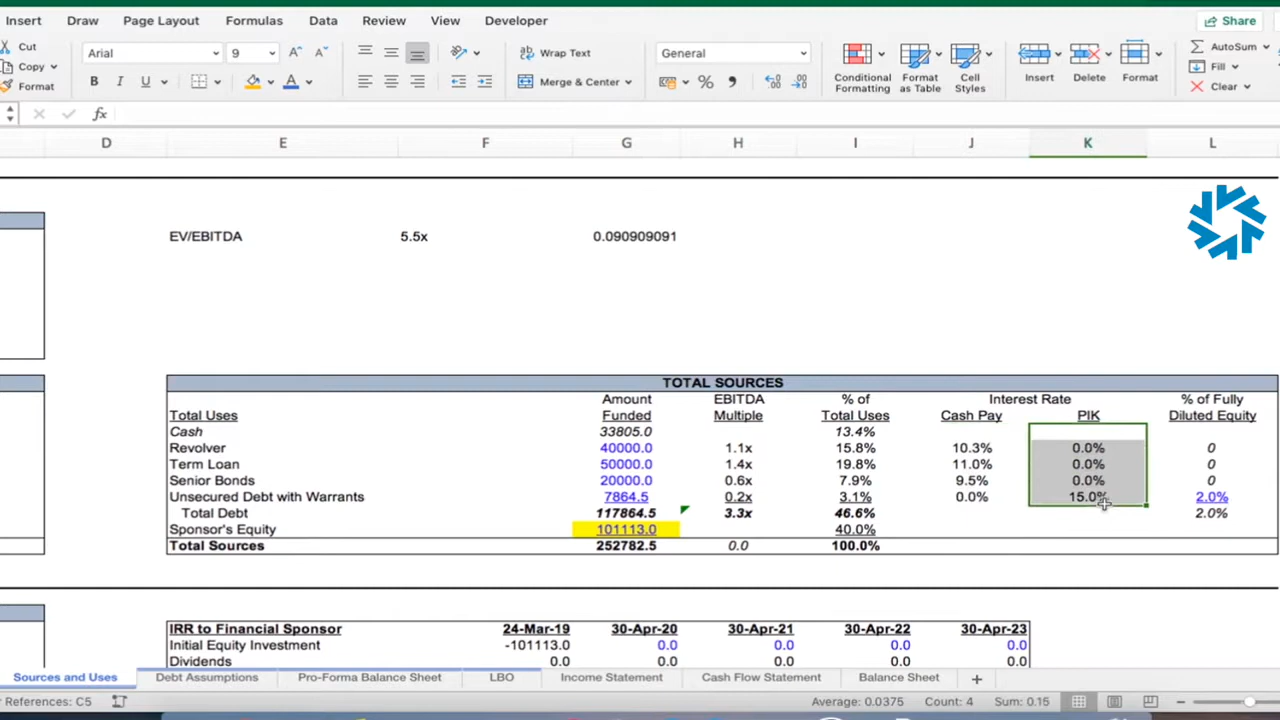 Insert Draw Page Layout Formulas Data Review View Developer Share
Cut Arial 9 A A Wrap Text General AutoSum
Copy Fill
Format B I U A Merge & Center % Conditional Formatting Format as Table Cell Styles Insert Delete Format Clear
fx
D E F G H I J K L
EV/EBITDA 5.5x 0.090909091
TOTAL SOURCES
Amount EBITDA % of Interest Rate % of Fully
Total Uses Funded Multiple Total Uses Cash Pay PIK Diluted Equity
Cash 33805.0 13.4%
Revolver 40000.0 1.1x 15.8% 10.3% 0.0% 0
Term Loan 50000.0 1.4x 19.8% 11.0% 0.0% 0
Senior Bonds 20000.0 0.6x 7.9% 9.5% 0.0% 0
Unsecured Debt with Warrants 7864.5 0.2x 3.1% 0.0% 15.0% 2.0%
Total Debt 117864.5 3.3x 46.6% 2.0%
Sponsor's Equity 101113.0 40.0%
Total Sources 252782.5 0.0 100.0%
IRR to Financial Sponsor 24-Mar-19 30-Apr-20 30-Apr-21 30-Apr-22 30-Apr-23
Initial Equity Investment -101113.0 0.0 0.0 0.0 0.0
Dividends 0.0 0.0 0.0 0.0 0.0
Sources and Uses Debt Assumptions Pro-Forma Balance Sheet LBO Income Statement Cash Flow Statement Balance Sheet +
References: C5 Average: 0.0375 Count: 4 Sum: 0.15